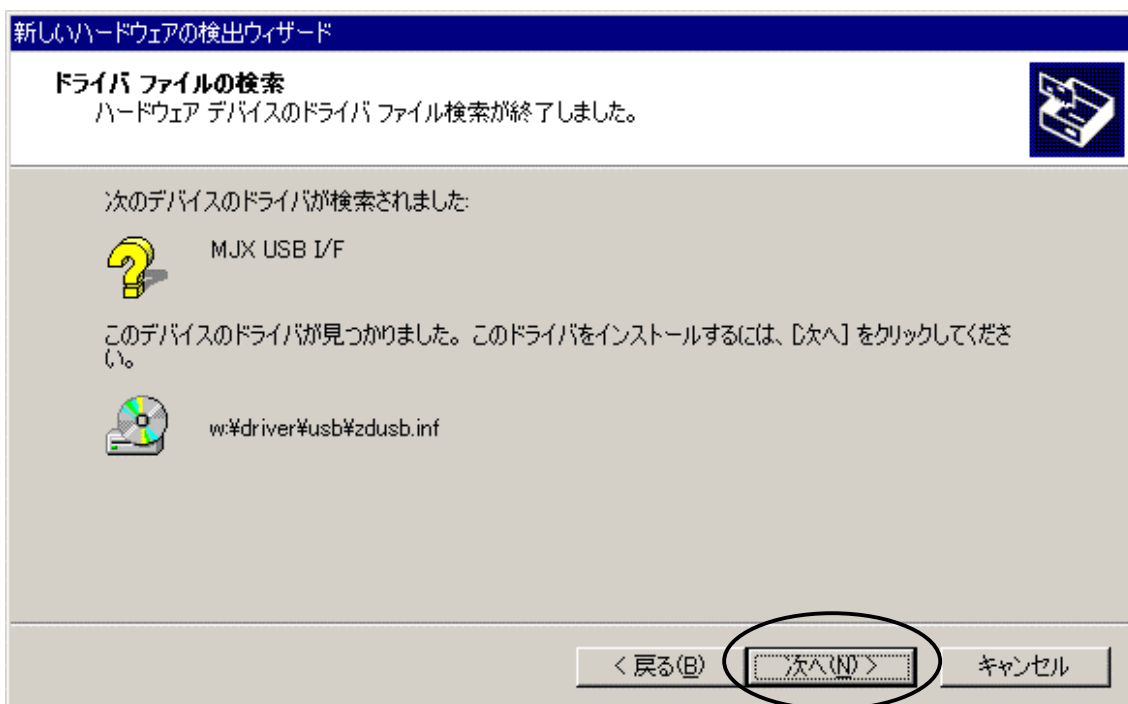 新しいハードウェアの検出ウィザード
ドライバ ファイルの検索
ハードウェア デバイスのドライバ ファイル検索が終了しました。
次のデバイスのドライバが検索されました:
MJX USB I/F
このデバイスのドライバが見つかりました。このドライバをインストールするには、[次へ] をクリックしてくださ
い。
w:¥driver¥usb¥zdusb.inf
< 戻る(B)
次へ(N) >
キャンセル